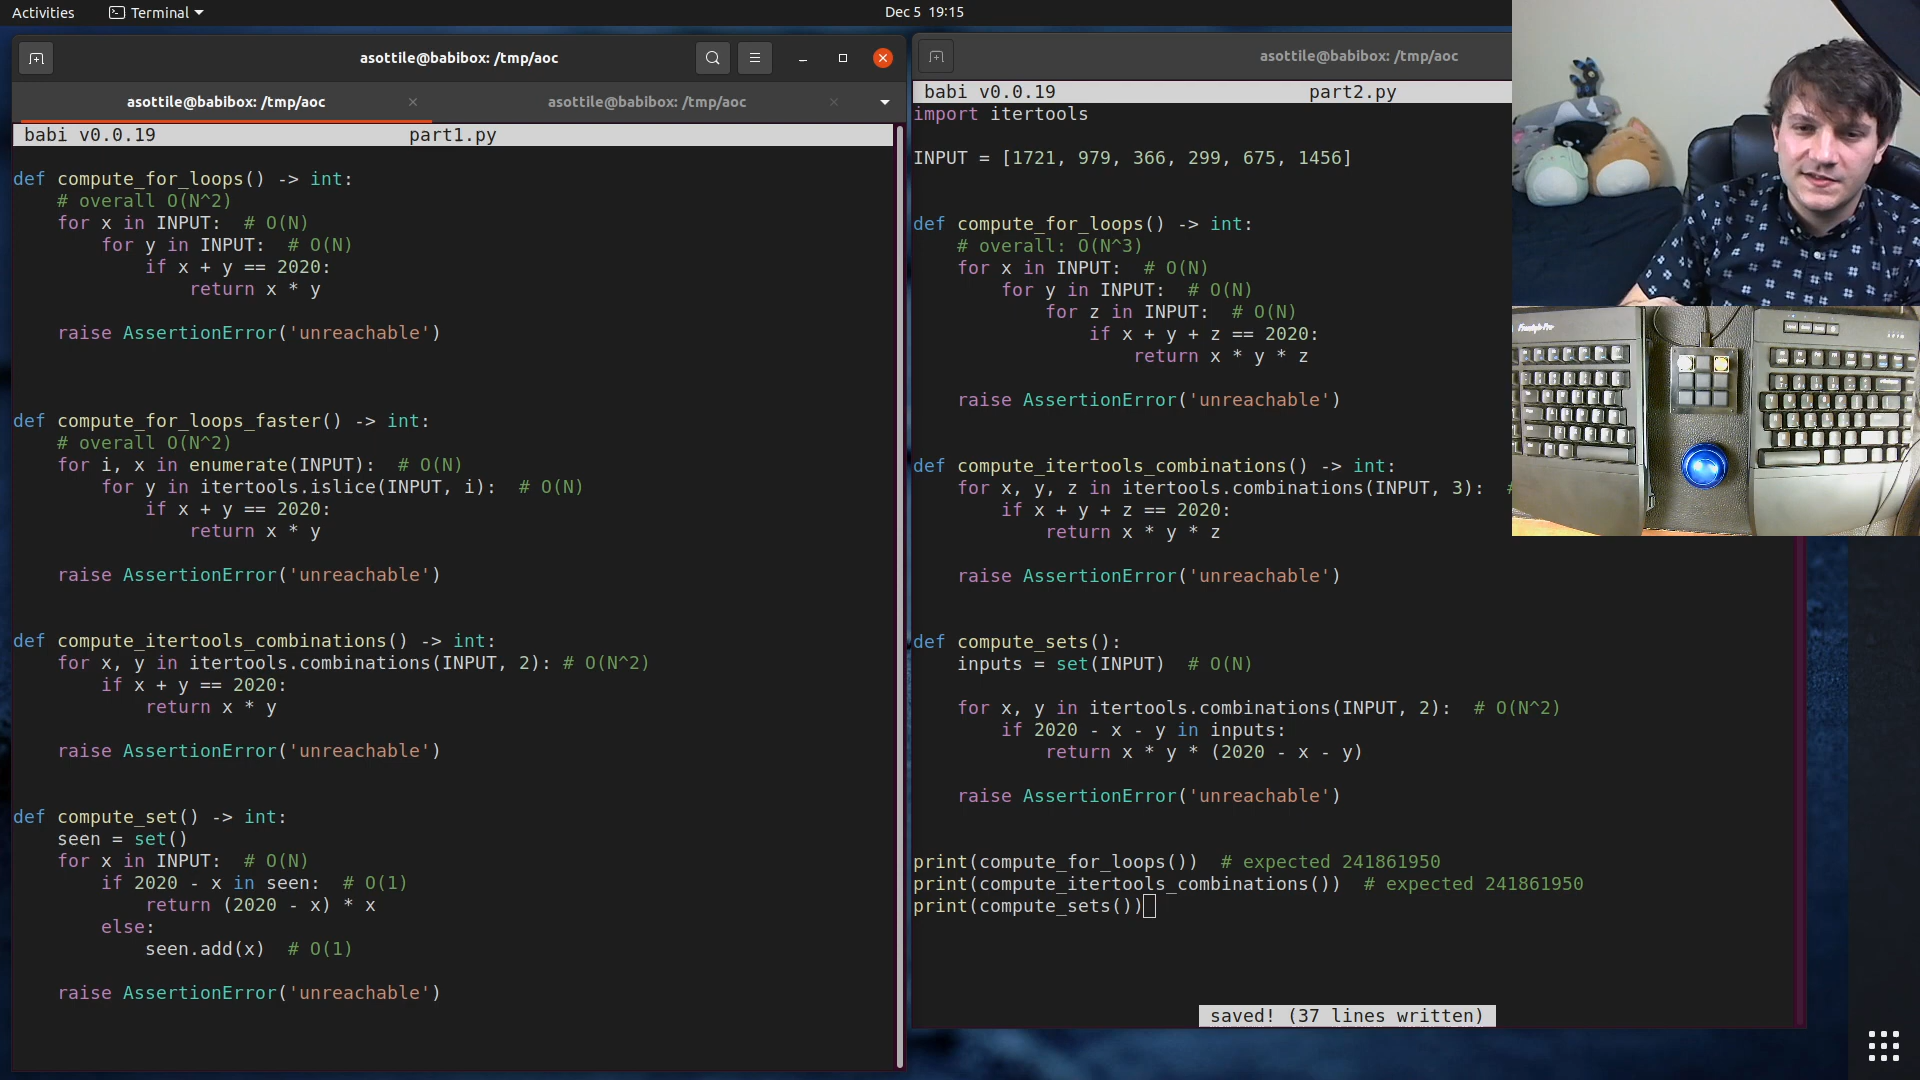 Activities
Terminal
Dec 5 19:15
asottile@babibox: /tmp/aoc
asottile@babibox: /tmp/aoc
asottile@babibox: /tmp/aoc
babi v0.0.19 part1.py
def compute_for_loops() -> int:
# overall O(N^2)
for x in INPUT:  # O(N)
for y in INPUT:  # O(N)
if x + y == 2020:
return x * y
raise AssertionError('unreachable')
def compute_for_loops_faster() -> int:
# overall O(N^2)
for i, x in enumerate(INPUT):  # O(N)
for y in itertools.islice(INPUT, i):  # O(N)
if x + y == 2020:
return x * y
raise AssertionError('unreachable')
def compute_itertools_combinations() -> int:
for x, y in itertools.combinations(INPUT, 2): # O(N^2)
if x + y == 2020:
return x * y
raise AssertionError('unreachable')
def compute_set() -> int:
seen = set()
for x in INPUT:  # O(N)
if 2020 - x in seen:  # O(1)
return (2020 - x) * x
else:
seen.add(x)  # O(1)
raise AssertionError('unreachable')
asottile@babibox: /tmp/aoc
babi v0.0.19 part2.py
import itertools
INPUT = [1721, 979, 366, 299, 675, 1456]
def compute_for_loops() -> int:
# overall: O(N^3)
for x in INPUT:  # O(N)
for y in INPUT:  # O(N)
for z in INPUT:  # O(N)
if x + y + z == 2020:
return x * y * z
raise AssertionError('unreachable')
def compute_itertools_combinations() -> int:
for x, y, z in itertools.combinations(INPUT, 3):  #
if x + y + z == 2020:
return x * y * z
raise AssertionError('unreachable')
def compute_sets():
inputs = set(INPUT)  # O(N)
for x, y in itertools.combinations(INPUT, 2):  # O(N^2)
if 2020 - x - y in inputs:
return x * y * (2020 - x - y)
raise AssertionError('unreachable')
print(compute_for_loops())  # expected 241861950
print(compute_itertools_combinations())  # expected 241861950
print(compute_sets())
saved! (37 lines written)
Freestyle Pro